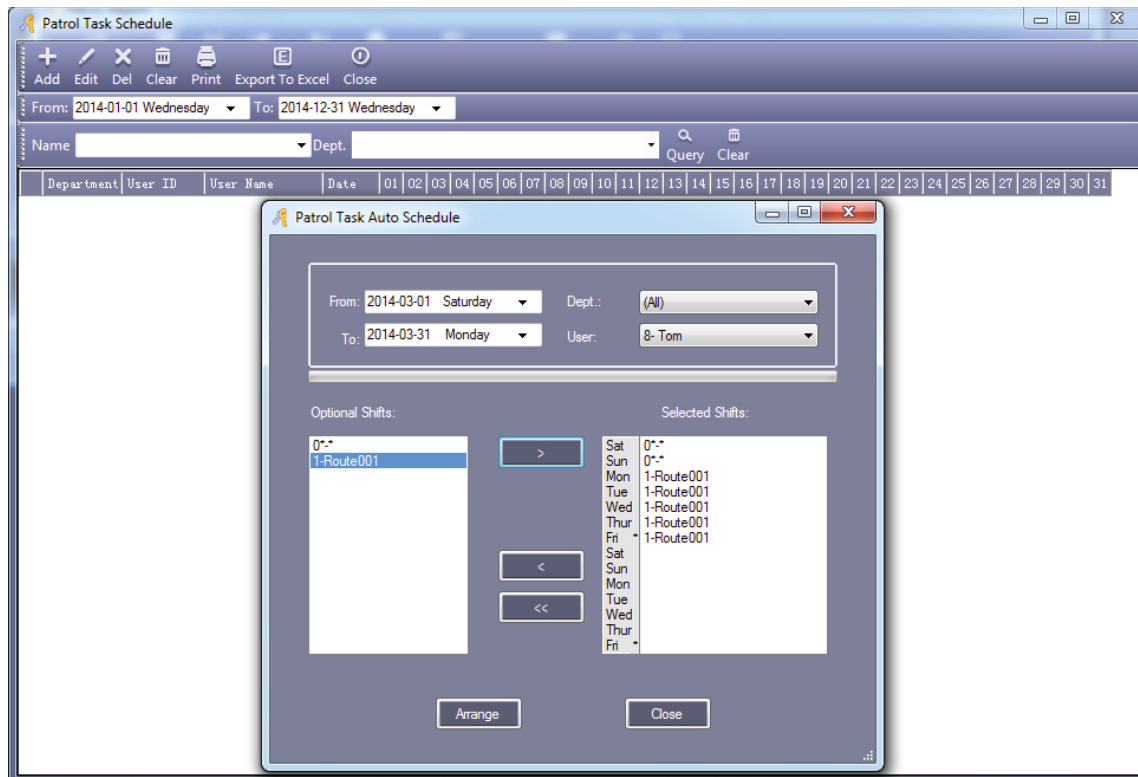 Patrol Task Schedule
Add Edit Del Clear Print Export To Excel Close
From: 2014-01-01 Wednesday To: 2014-12-31 Wednesday
Name Dept. Query Clear
Department User ID User Name Date 01 02 03 04 05 06 07 08 09 10 11 12 13 14 15 16 17 18 19 20 21 22 23 24 25 26 27 28 29 30 31
Patrol Task Auto Schedule
From: 2014-03-01 Saturday Dept.: (All)
To: 2014-03-31 Monday User: 8- Tom
Optional Shifts: Selected Shifts:
0*-*
1-Route001
>
<
<<
Sat 0*-*
Sun 0*-*
Mon 1-Route001
Tue 1-Route001
Wed 1-Route001
Thur 1-Route001
Fri * 1-Route001
Sat
Sun
Mon
Tue
Wed
Thur
Fri *
Arrange Close